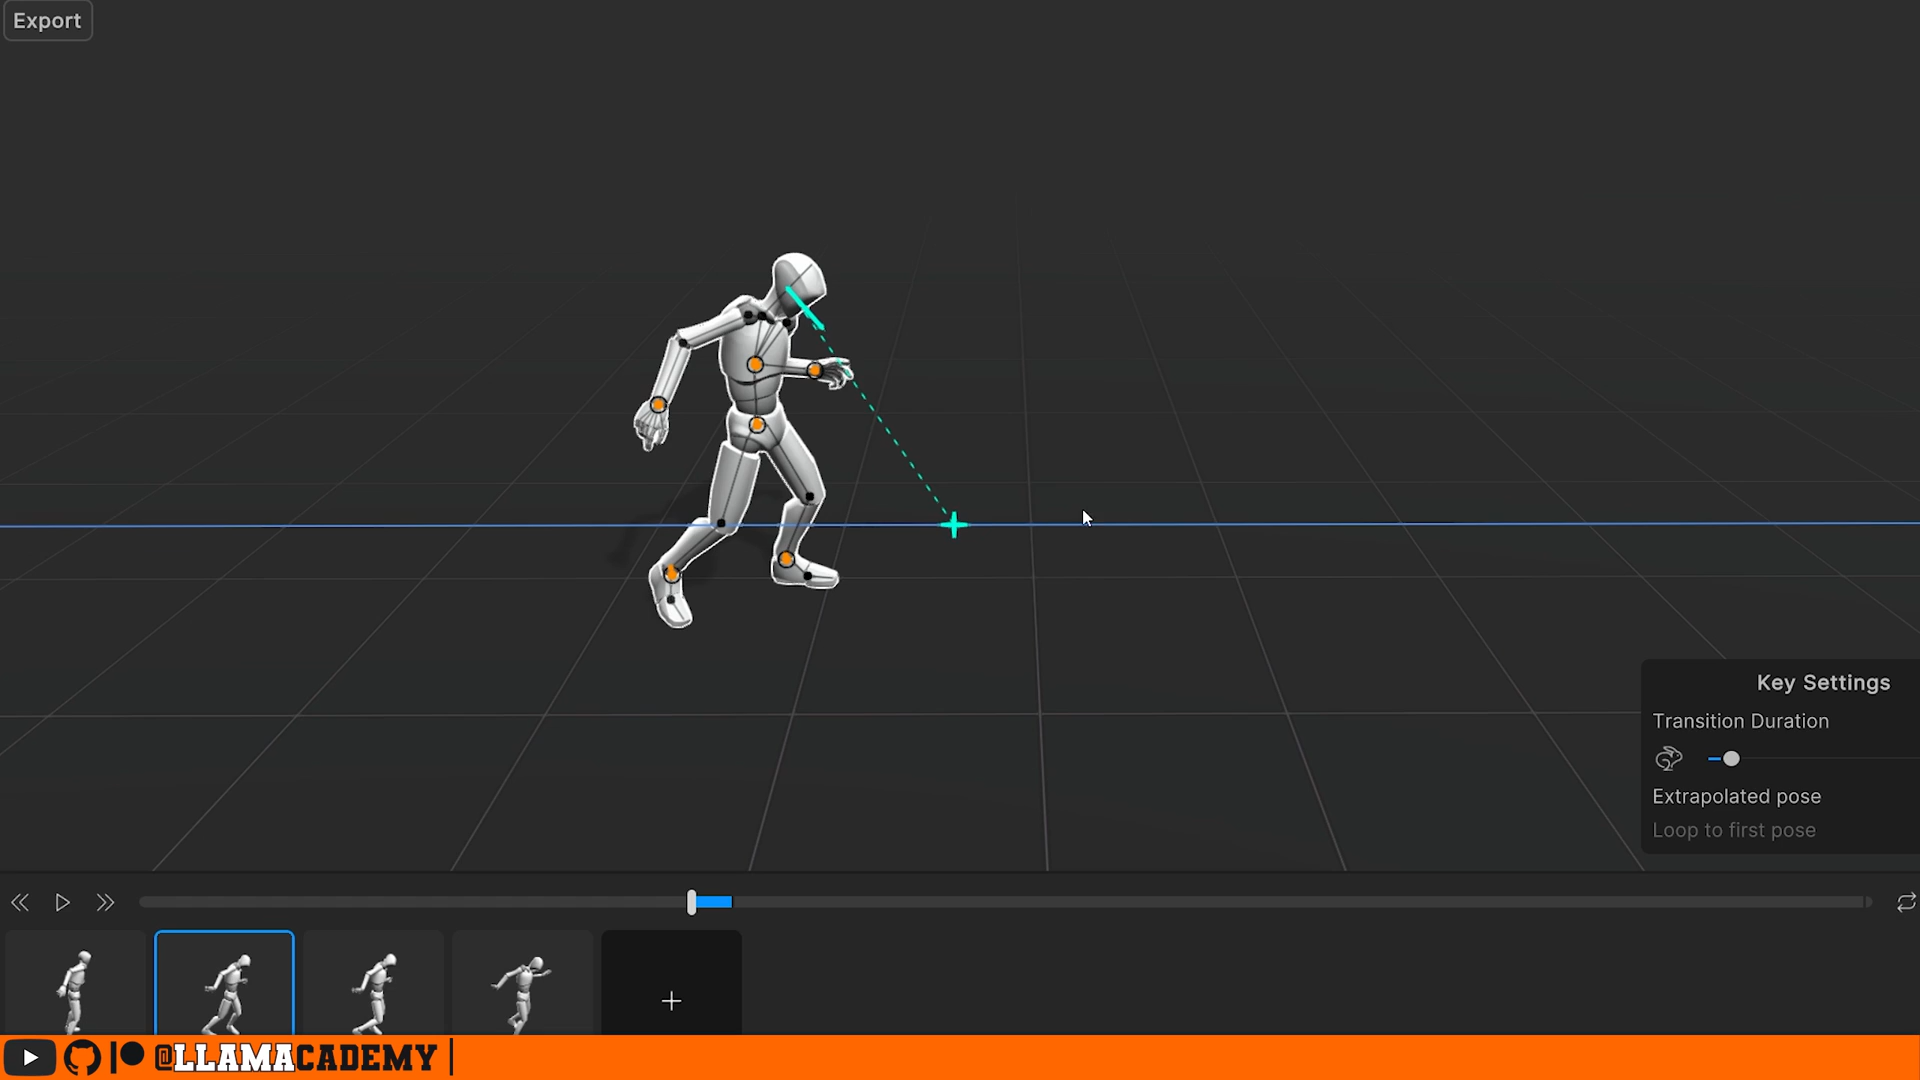 Export
Key Settings
Transition Duration
Extrapolated pose
Loop to first pose
@LLAMACADEMY